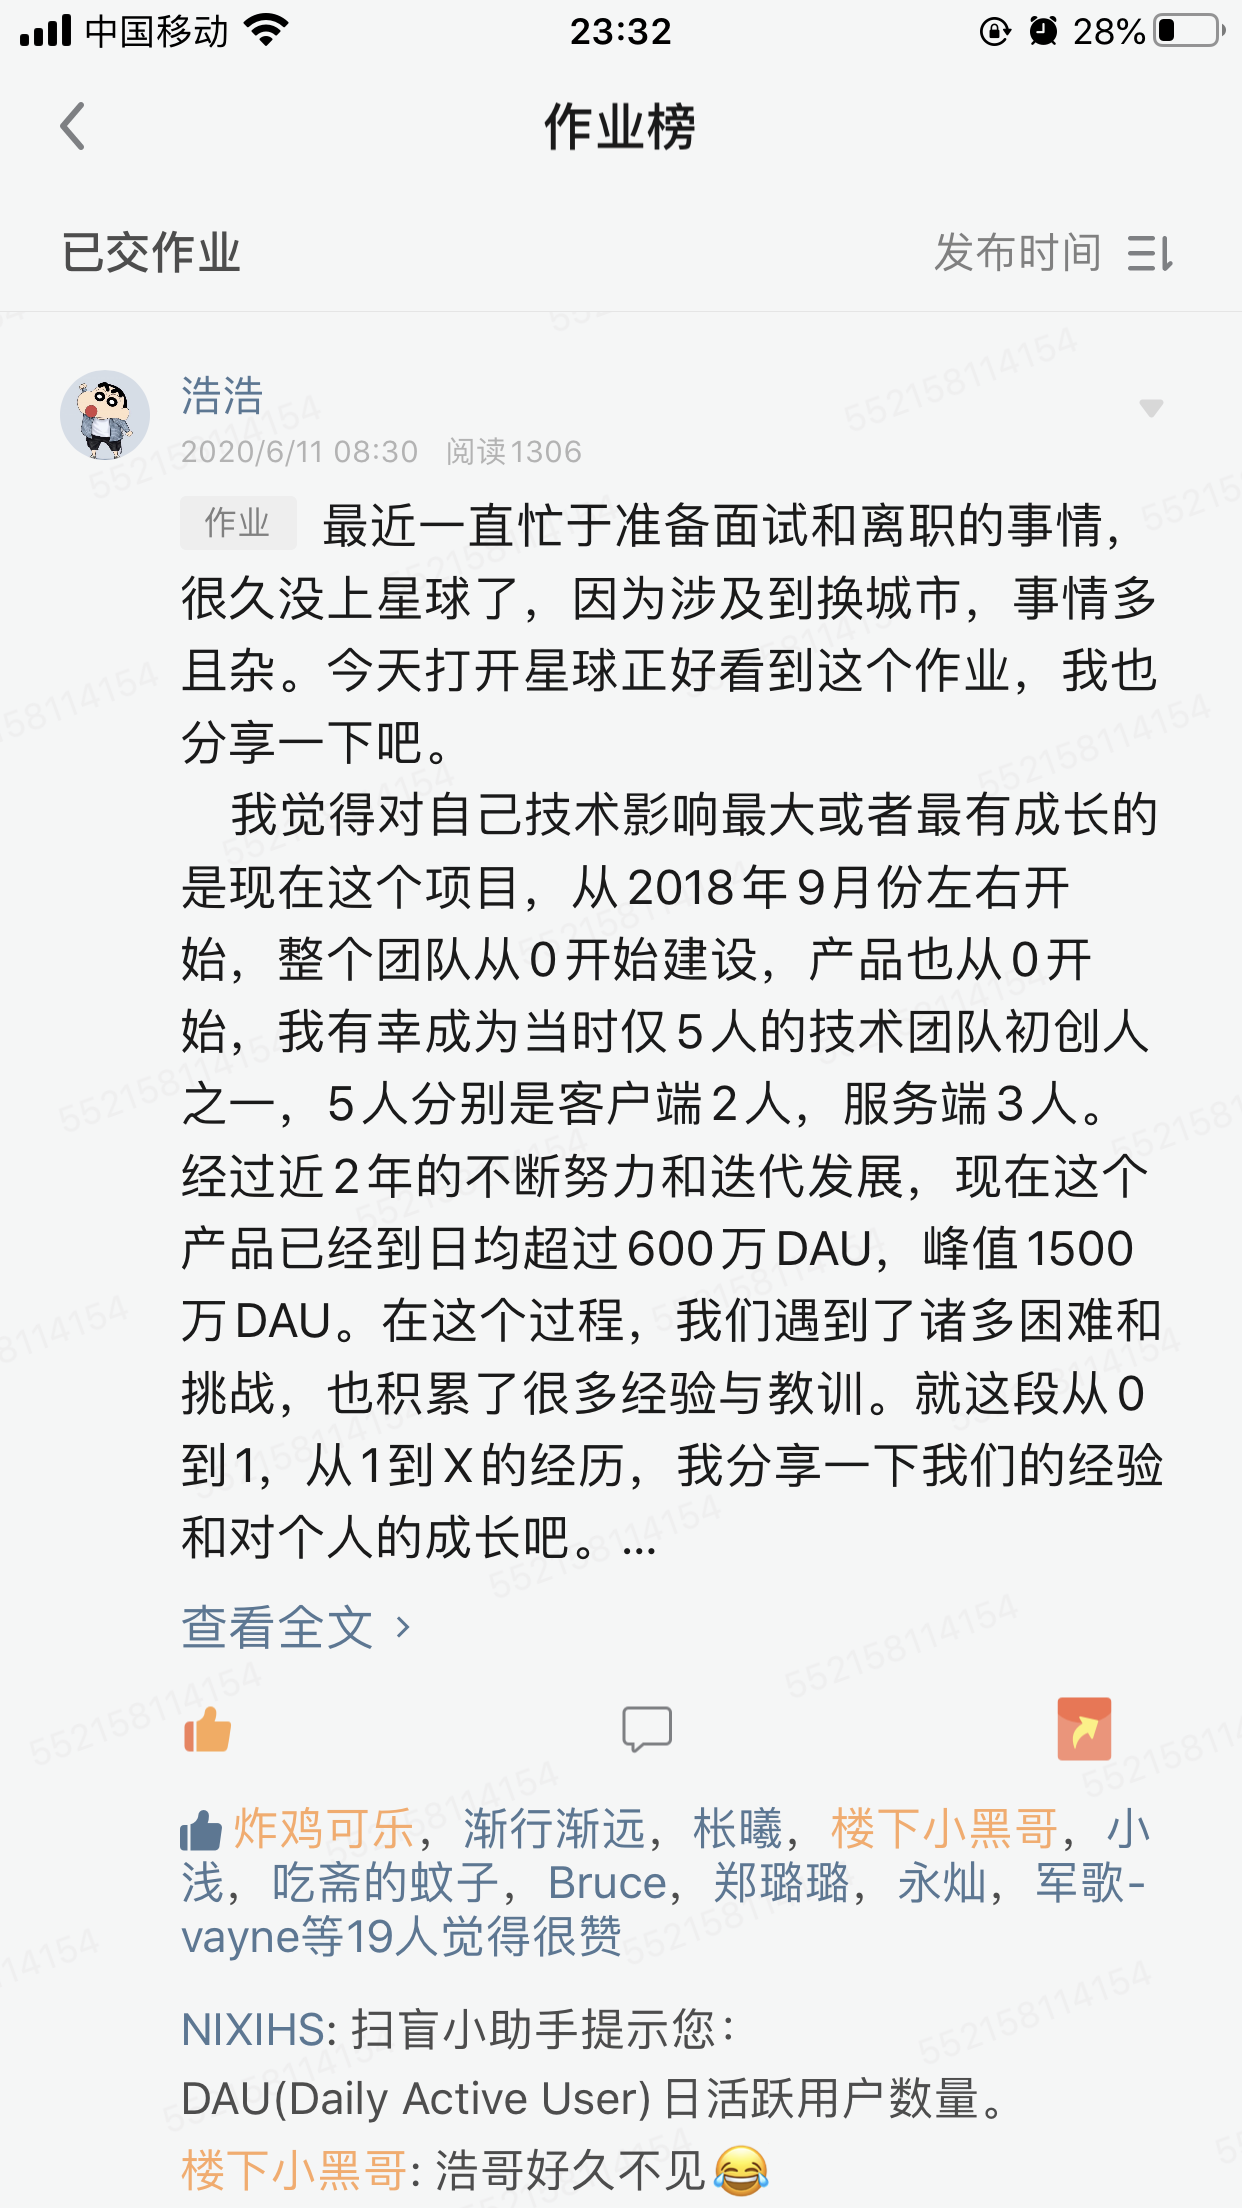 中国移动 23:32 28%
作业榜
已交作业 发布时间
浩浩
2020/6/11 08:30 阅读1306
作业 最近一直忙于准备面试和离职的事情，
很久没上星球了，因为涉及到换城市，事情多
且杂。今天打开星球正好看到这个作业，我也
分享一下吧。
我觉得对自己技术影响最大或者最有成长的
是现在这个项目，从2018年9月份左右开
始，整个团队从0开始建设，产品也从0开
始，我有幸成为当时仅5人的技术团队初创人
之一，5人分别是客户端2人，服务端3人。
经过近2年的不断努力和迭代发展，现在这个
产品已经到日均超过600万DAU，峰值1500
万DAU。在这个过程，我们遇到了诸多困难和
挑战，也积累了很多经验与教训。就这段从0
到1，从1到X的经历，我分享一下我们的经验
和对个人的成长吧。...
查看全文 ›
炸鸡可乐，渐行渐远，枨曦，楼下小黑哥，小
浅，吃斋的蚊子，Bruce，郑璐璐，永灿，军歌-
vayne等19人觉得很赞
NIXIHS: 扫盲小助手提示您：
DAU(Daily Active User) 日活跃用户数量。
楼下小黑哥: 浩哥好久不见😂
552158114154